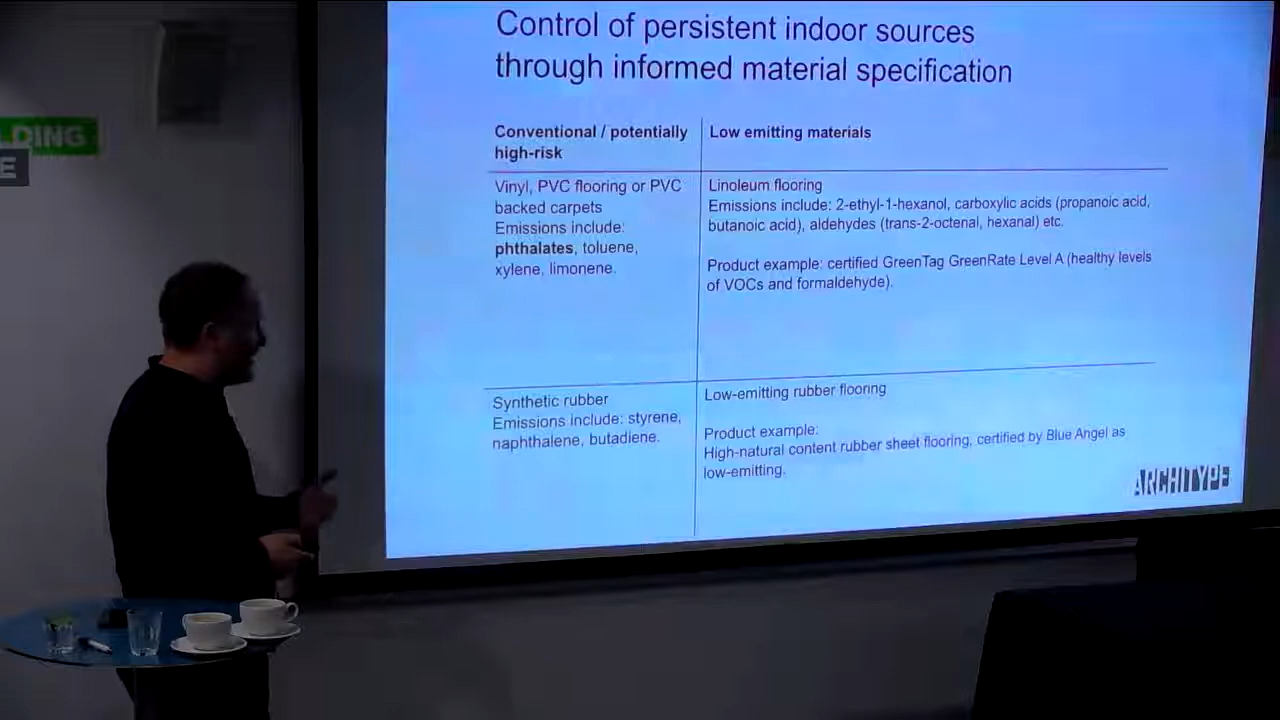 Control of persistent indoor sources
through informed material specification
LDING
E
Conventional / potentially
high-risk
Low emitting materials
Vinyl, PVC flooring or PVC
backed carpets
Emissions include:
phthalates, toluene,
xylene, limonene.
Linoleum flooring
Emissions include: 2-ethyl-1-hexanol, carboxylic acids (propanoic acid,
butanoic acid), aldehydes (trans-2-octenal, hexanal) etc.
Product example: certified GreenTag GreenRate Level A (healthy levels
of VOCs and formaldehyde).
Synthetic rubber
Emissions include: styrene,
naphthalene, butadiene.
Low-emitting rubber flooring
Product example:
High-natural content rubber sheet flooring, certified by Blue Angel as
low-emitting.
ARCHITYPE